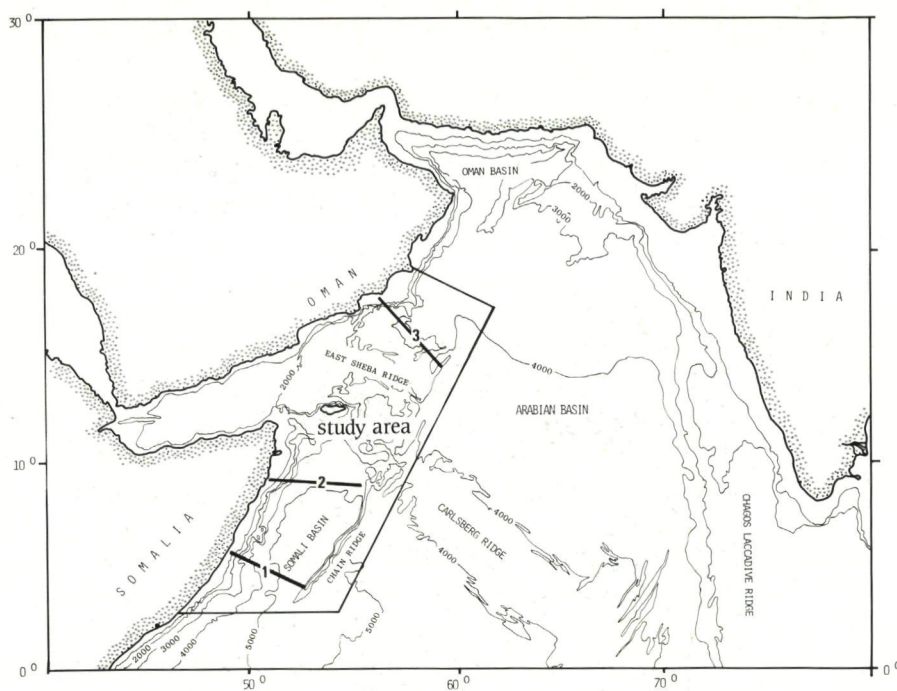 30°
OMAN BASIN
2000
3000
20°
OMAN
INDIA
3
EAST SHEBA RIDGE
2000
4000
ARABIAN BASIN
study area
10°
2
4000
CARLSBERG RIDGE
4000
CHAGOS LACCADIVE RIDGE
SOMALIA
SOMALI BASIN
CHAIN RIDGE
1
2000
3000
4000
5000
5000
0°
0°
50°
60°
70°